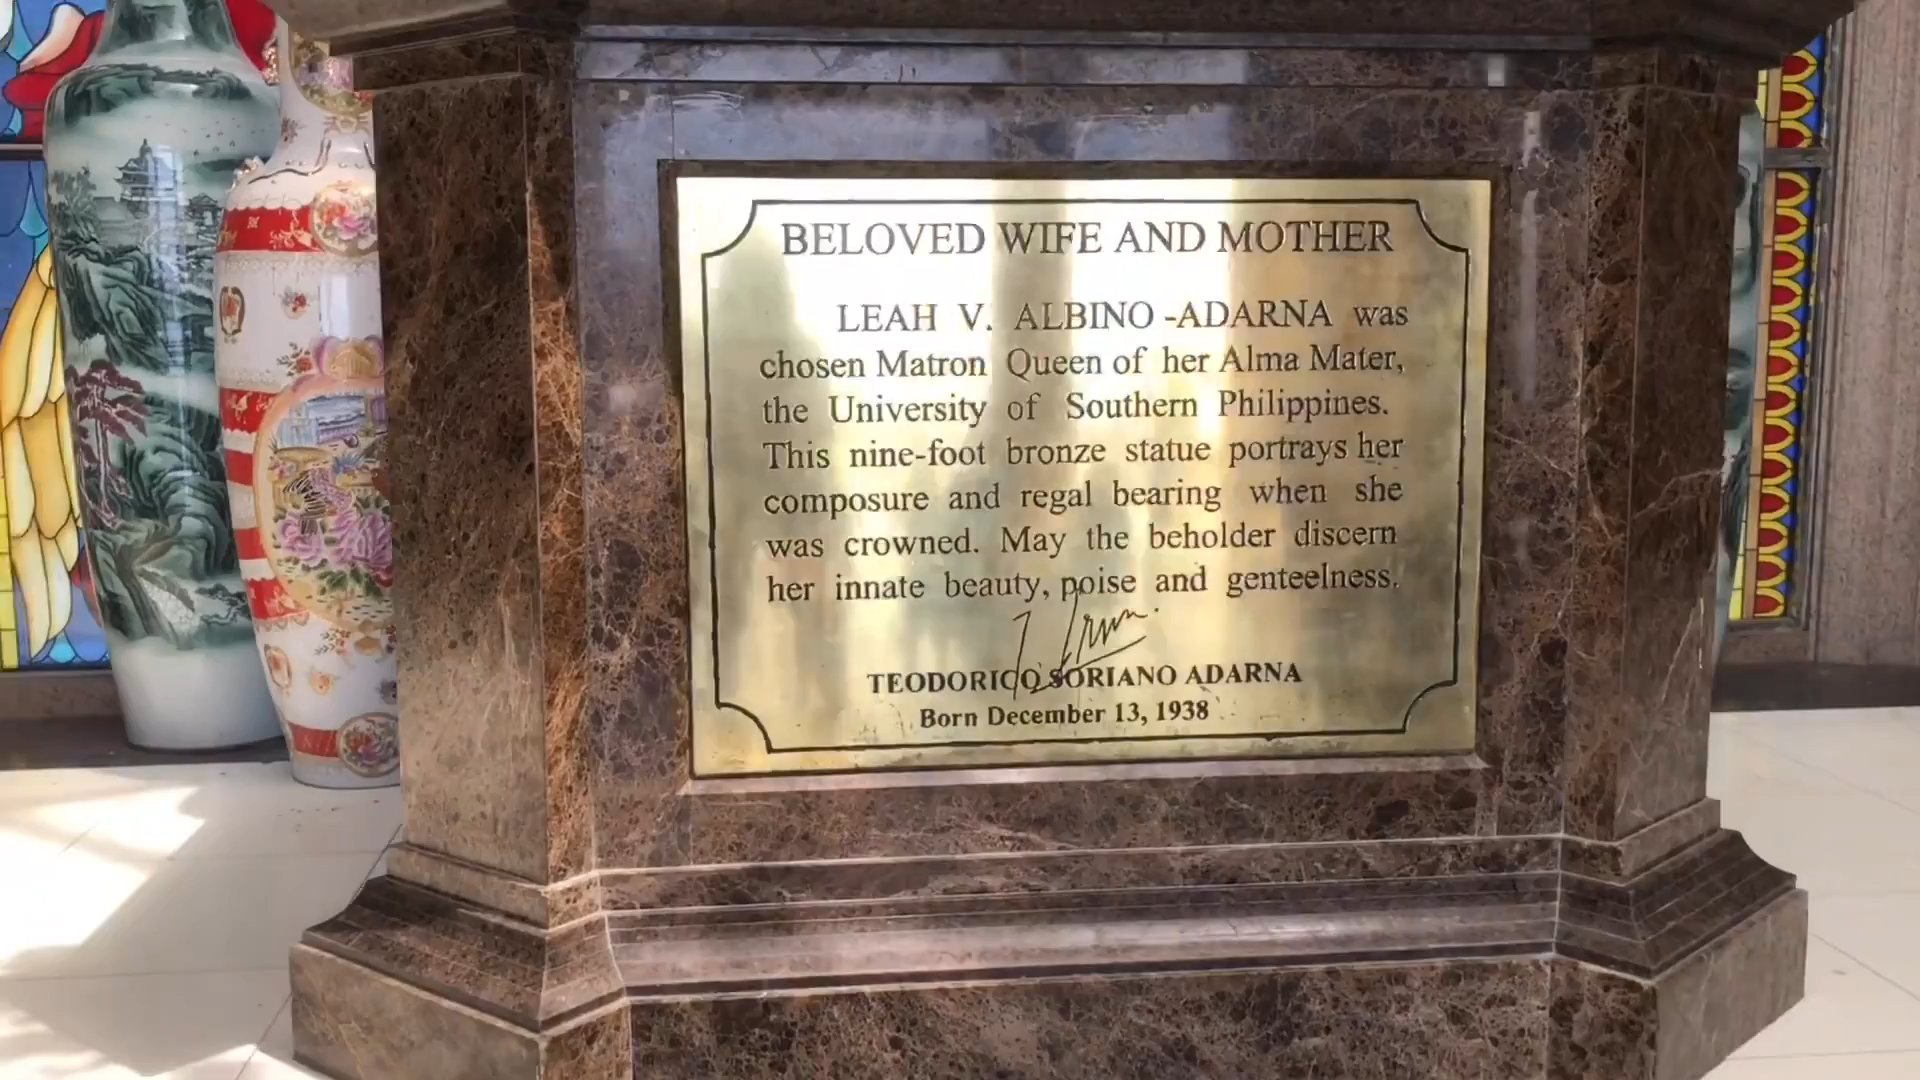 BELOVED WIFE AND MOTHER
LEAH V. ALBINO-ADARNA was
chosen Matron Queen of her Alma Mater,
the University of Southern Philippines.
This nine-foot bronze statue portrays her
composure and regal bearing when she
was crowned. May the beholder discern
her innate beauty, poise and genteelness.
TEODORICO SORIANO ADARNA
Born December 13, 1938